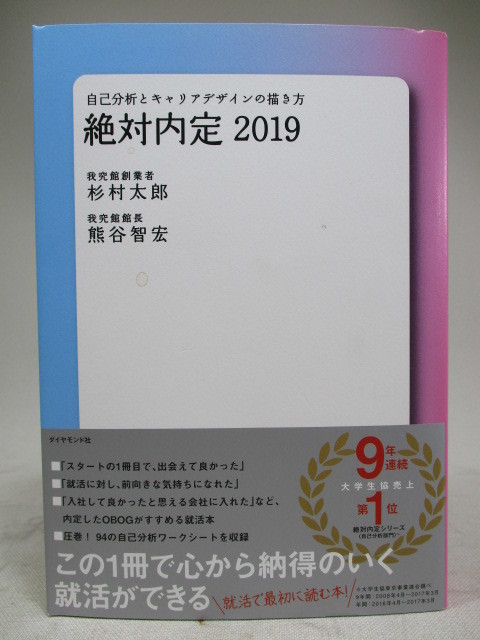 自己分析とキャリアデザインの描き方
絶対内定 2019
我究館創業者
杉村太郎
我究館館長
熊谷智宏
ダイヤモンド社
■「スタートの1冊目で、出会えて良かった」
■「就活に対し、前向きな気持ちになれた」
■「入社して良かったと思える会社に入れた」など、
内定したOBOGがすすめる就活本
■圧巻！ 94の自己分析ワークシートを収録
9年連続
大学生協売上
第1位
絶対内定シリーズ
（自己分析部門）※
この1冊で心から納得のいく
就活ができる
就活で最初に読む本！